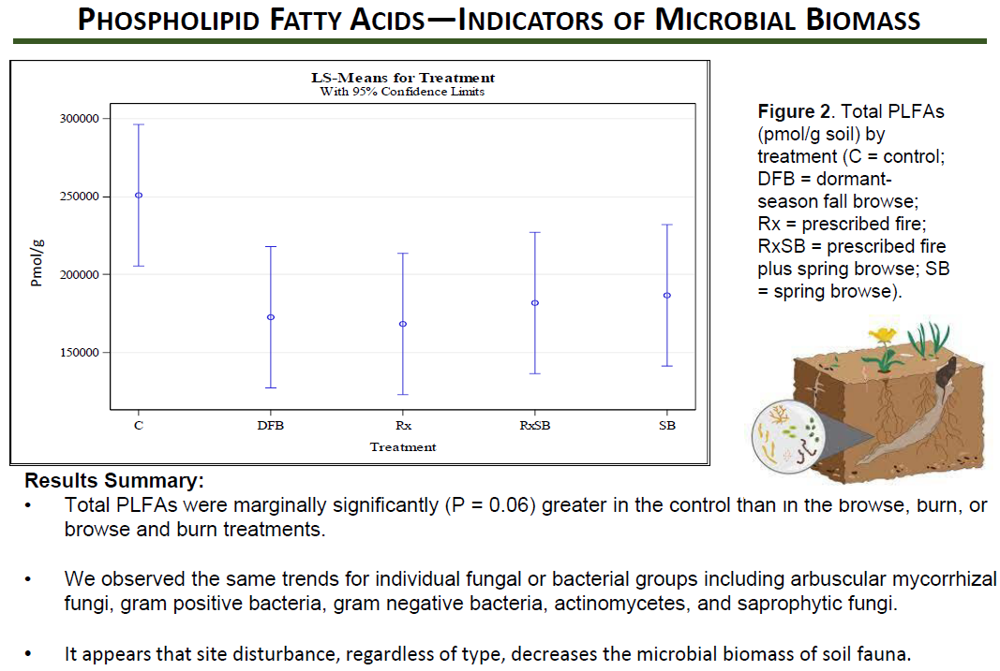 PHOSPHOLIPID FATTY ACIDS—INDICATORS OF MICROBIAL BIOMASS
LS-Means for Treatment
With 95% Confidence Limits
300000
250000
200000
150000
Pmol/g
C DFB Rx RxSB SB
Treatment
Figure 2. Total PLFAs
(pmol/g soil) by
treatment (C = control;
DFB = dormant-
season fall browse;
Rx = prescribed fire;
RxSB = prescribed fire
plus spring browse; SB
= spring browse).
Results Summary:
• Total PLFAs were marginally significantly (P = 0.06) greater in the control than in the browse, burn, or
browse and burn treatments.
• We observed the same trends for individual fungal or bacterial groups including arbuscular mycorrhizal
fungi, gram positive bacteria, gram negative bacteria, actinomycetes, and saprophytic fungi.
• It appears that site disturbance, regardless of type, decreases the microbial biomass of soil fauna.